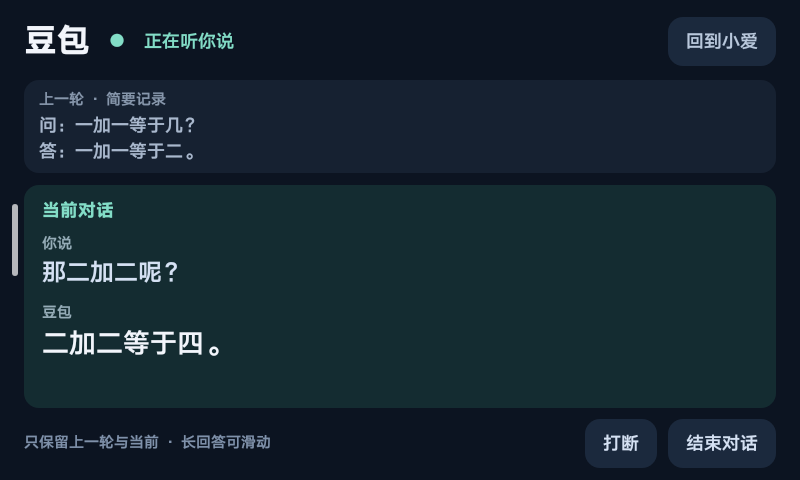 豆包 ● 正在听你说
回到小爱
上一轮 · 简要记录
问：一加一等于几？
答：一加一等于二。
当前对话
你说
那二加二呢？
豆包
二加二等于四。
只保留上一轮与当前 · 长回答可滑动
打断
结束对话